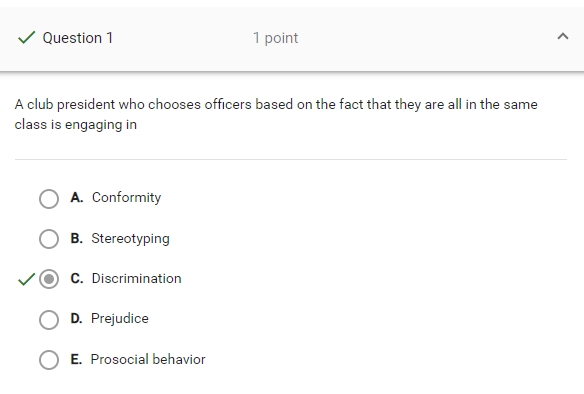 Question 1 1 point
A club president who chooses officers based on the fact that they are all in the same
class is engaging in
A. Conformity
B. Stereotyping
C. Discrimination
D. Prejudice
E. Prosocial behavior